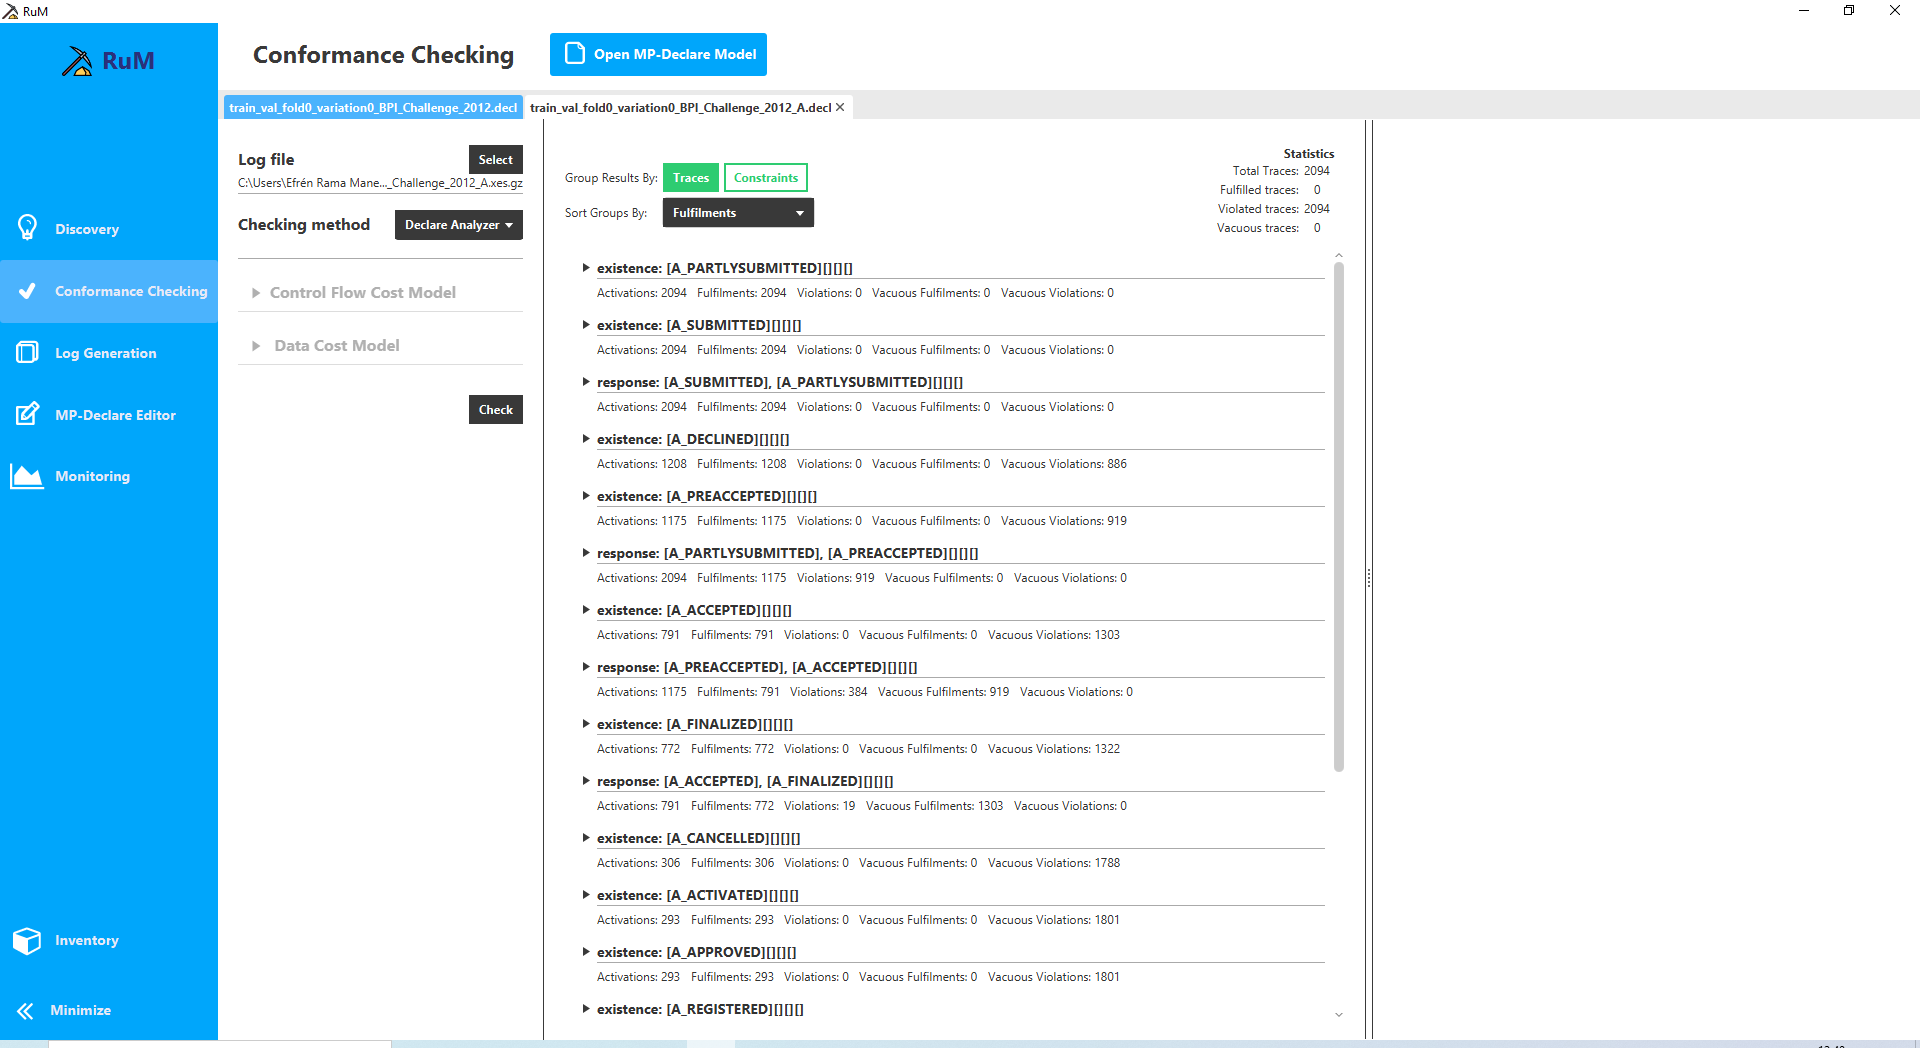 RuM
RuM
Conformance Checking
Open MP-Declare Model
train_val_fold0_variation0_BPI_Challenge_2012.decl
train_val_fold0_variation0_BPI_Challenge_2012_A.decl
Discovery
Conformance Checking
Log Generation
MP-Declare Editor
Monitoring
Inventory
Minimize
Log file
Select
C:\Users\Efrén Rama Mane..._Challenge_2012_A.xes.gz
Checking method
Declare Analyzer
Control Flow Cost Model
Data Cost Model
Check
Group Results By: Traces Constraints
Sort Groups By: Fulfilments
Statistics
Total Traces: 2094
Fulfilled traces: 0
Violated traces: 2094
Vacuous traces: 0
existence: [A_PARTLYSUBMITTED][][][]
Activations: 2094 Fulfilments: 2094 Violations: 0 Vacuous Fulfilments: 0 Vacuous Violations: 0
existence: [A_SUBMITTED][][][]
Activations: 2094 Fulfilments: 2094 Violations: 0 Vacuous Fulfilments: 0 Vacuous Violations: 0
response: [A_SUBMITTED], [A_PARTLYSUBMITTED][][][]
Activations: 2094 Fulfilments: 2094 Violations: 0 Vacuous Fulfilments: 0 Vacuous Violations: 0
existence: [A_DECLINED][][][]
Activations: 1208 Fulfilments: 1208 Violations: 0 Vacuous Fulfilments: 0 Vacuous Violations: 886
existence: [A_PREACCEPTED][][][]
Activations: 1175 Fulfilments: 1175 Violations: 0 Vacuous Fulfilments: 0 Vacuous Violations: 919
response: [A_PARTLYSUBMITTED], [A_PREACCEPTED][][][]
Activations: 2094 Fulfilments: 1175 Violations: 919 Vacuous Fulfilments: 0 Vacuous Violations: 0
existence: [A_ACCEPTED][][][]
Activations: 791 Fulfilments: 791 Violations: 0 Vacuous Fulfilments: 0 Vacuous Violations: 1303
response: [A_PREACCEPTED], [A_ACCEPTED][][][]
Activations: 1175 Fulfilments: 791 Violations: 384 Vacuous Fulfilments: 919 Vacuous Violations: 0
existence: [A_FINALIZED][][][]
Activations: 772 Fulfilments: 772 Violations: 0 Vacuous Fulfilments: 0 Vacuous Violations: 1322
response: [A_ACCEPTED], [A_FINALIZED][][][]
Activations: 791 Fulfilments: 772 Violations: 19 Vacuous Fulfilments: 1303 Vacuous Violations: 0
existence: [A_CANCELLED][][][]
Activations: 306 Fulfilments: 306 Violations: 0 Vacuous Fulfilments: 0 Vacuous Violations: 1788
existence: [A_ACTIVATED][][][]
Activations: 293 Fulfilments: 293 Violations: 0 Vacuous Fulfilments: 0 Vacuous Violations: 1801
existence: [A_APPROVED][][][]
Activations: 293 Fulfilments: 293 Violations: 0 Vacuous Fulfilments: 0 Vacuous Violations: 1801
existence: [A_REGISTERED][][][]